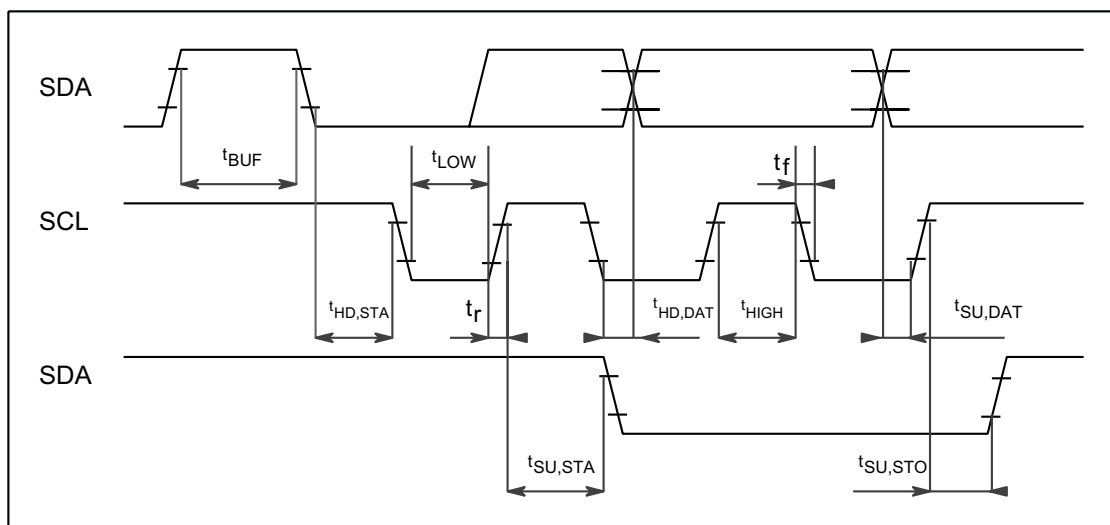 SDA
tBUF
tLOW
tf
SCL
tHD,STA
tr
tHD,DAT
tHIGH
tSU,DAT
SDA
tSU,STA
tSU,STO